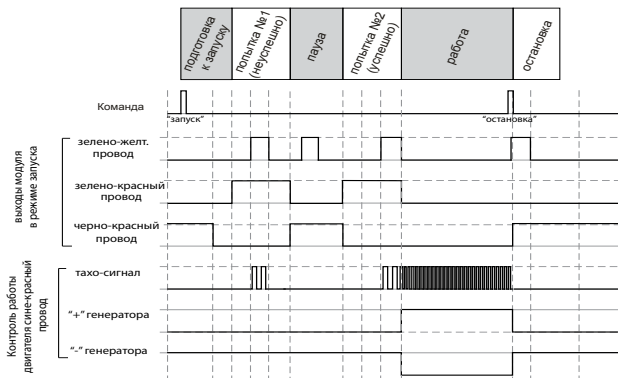 подготовка
к запуску
попытка №1
(неуспешно)
пауза
попытка №2
(успешно)
работа
остановка
Команда
"запуск"
"остановка"
выходы модуля
в режиме запуска
зелено-желт.
провод
зелено-красный
провод
черно-красный
провод
Контроль работы
двигателя сине-красный
провод
тахо-сигнал
"+" генератора
"-" генератора